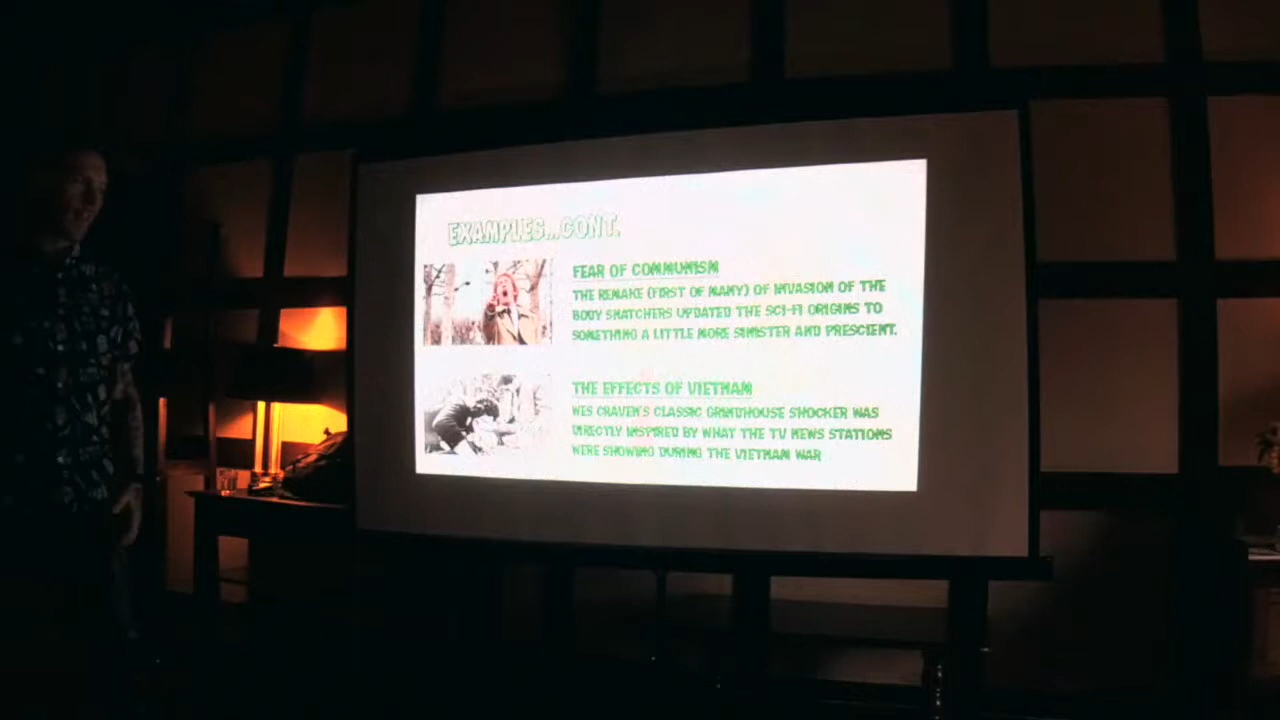 EXAMPLES...CONT.
FEAR OF COMMUNISM
THE REMAKE (FIRST OF MANY) OF INVASION OF THE
BODY SNATCHERS UPDATED THE SCI-FI ORIGINS TO
SOMETHING A LITTLE MORE SINISTER AND PRESCIENT.
THE EFFECTS OF VIETNAM
WES CRAVEN'S CLASSIC GRINDHOUSE SHOCKER WAS
DIRECTLY INSPIRED BY WHAT THE TV NEWS STATIONS
WERE SHOWING DURING THE VIETNAM WAR